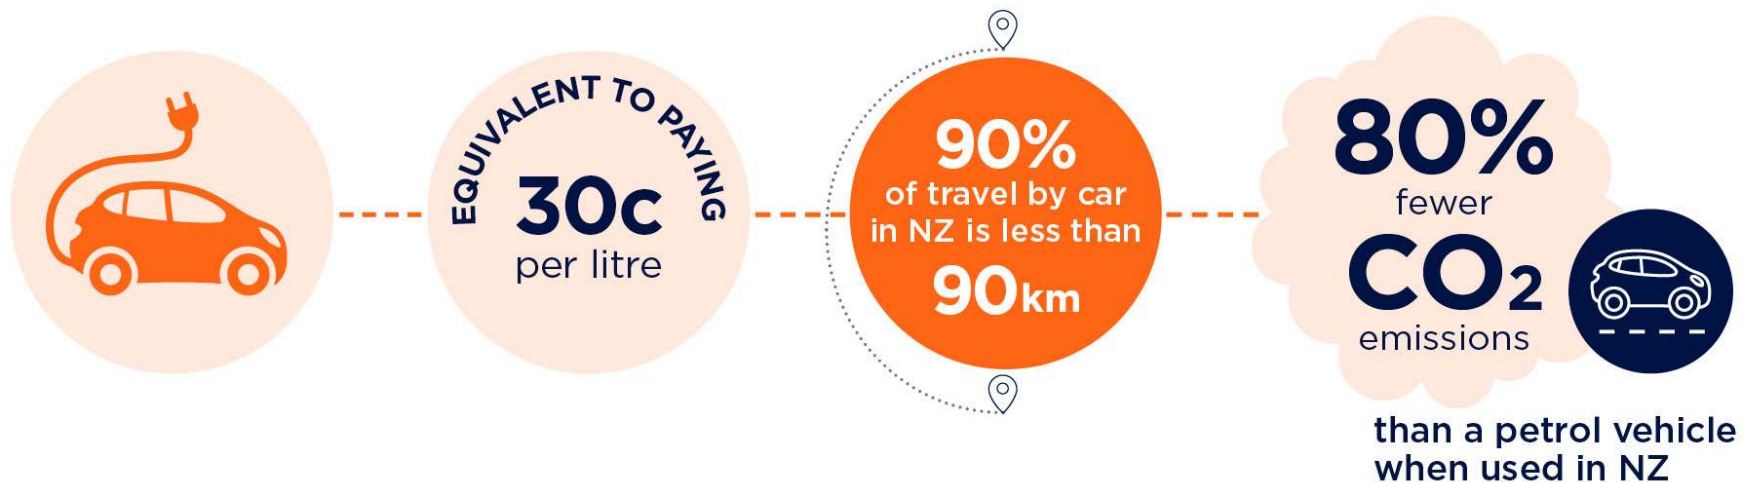 EQUIVALENT TO PAYING
30c
per litre
90%
of travel by car
in NZ is less than
90km
80%
fewer
CO₂
emissions
than a petrol vehicle
when used in NZ